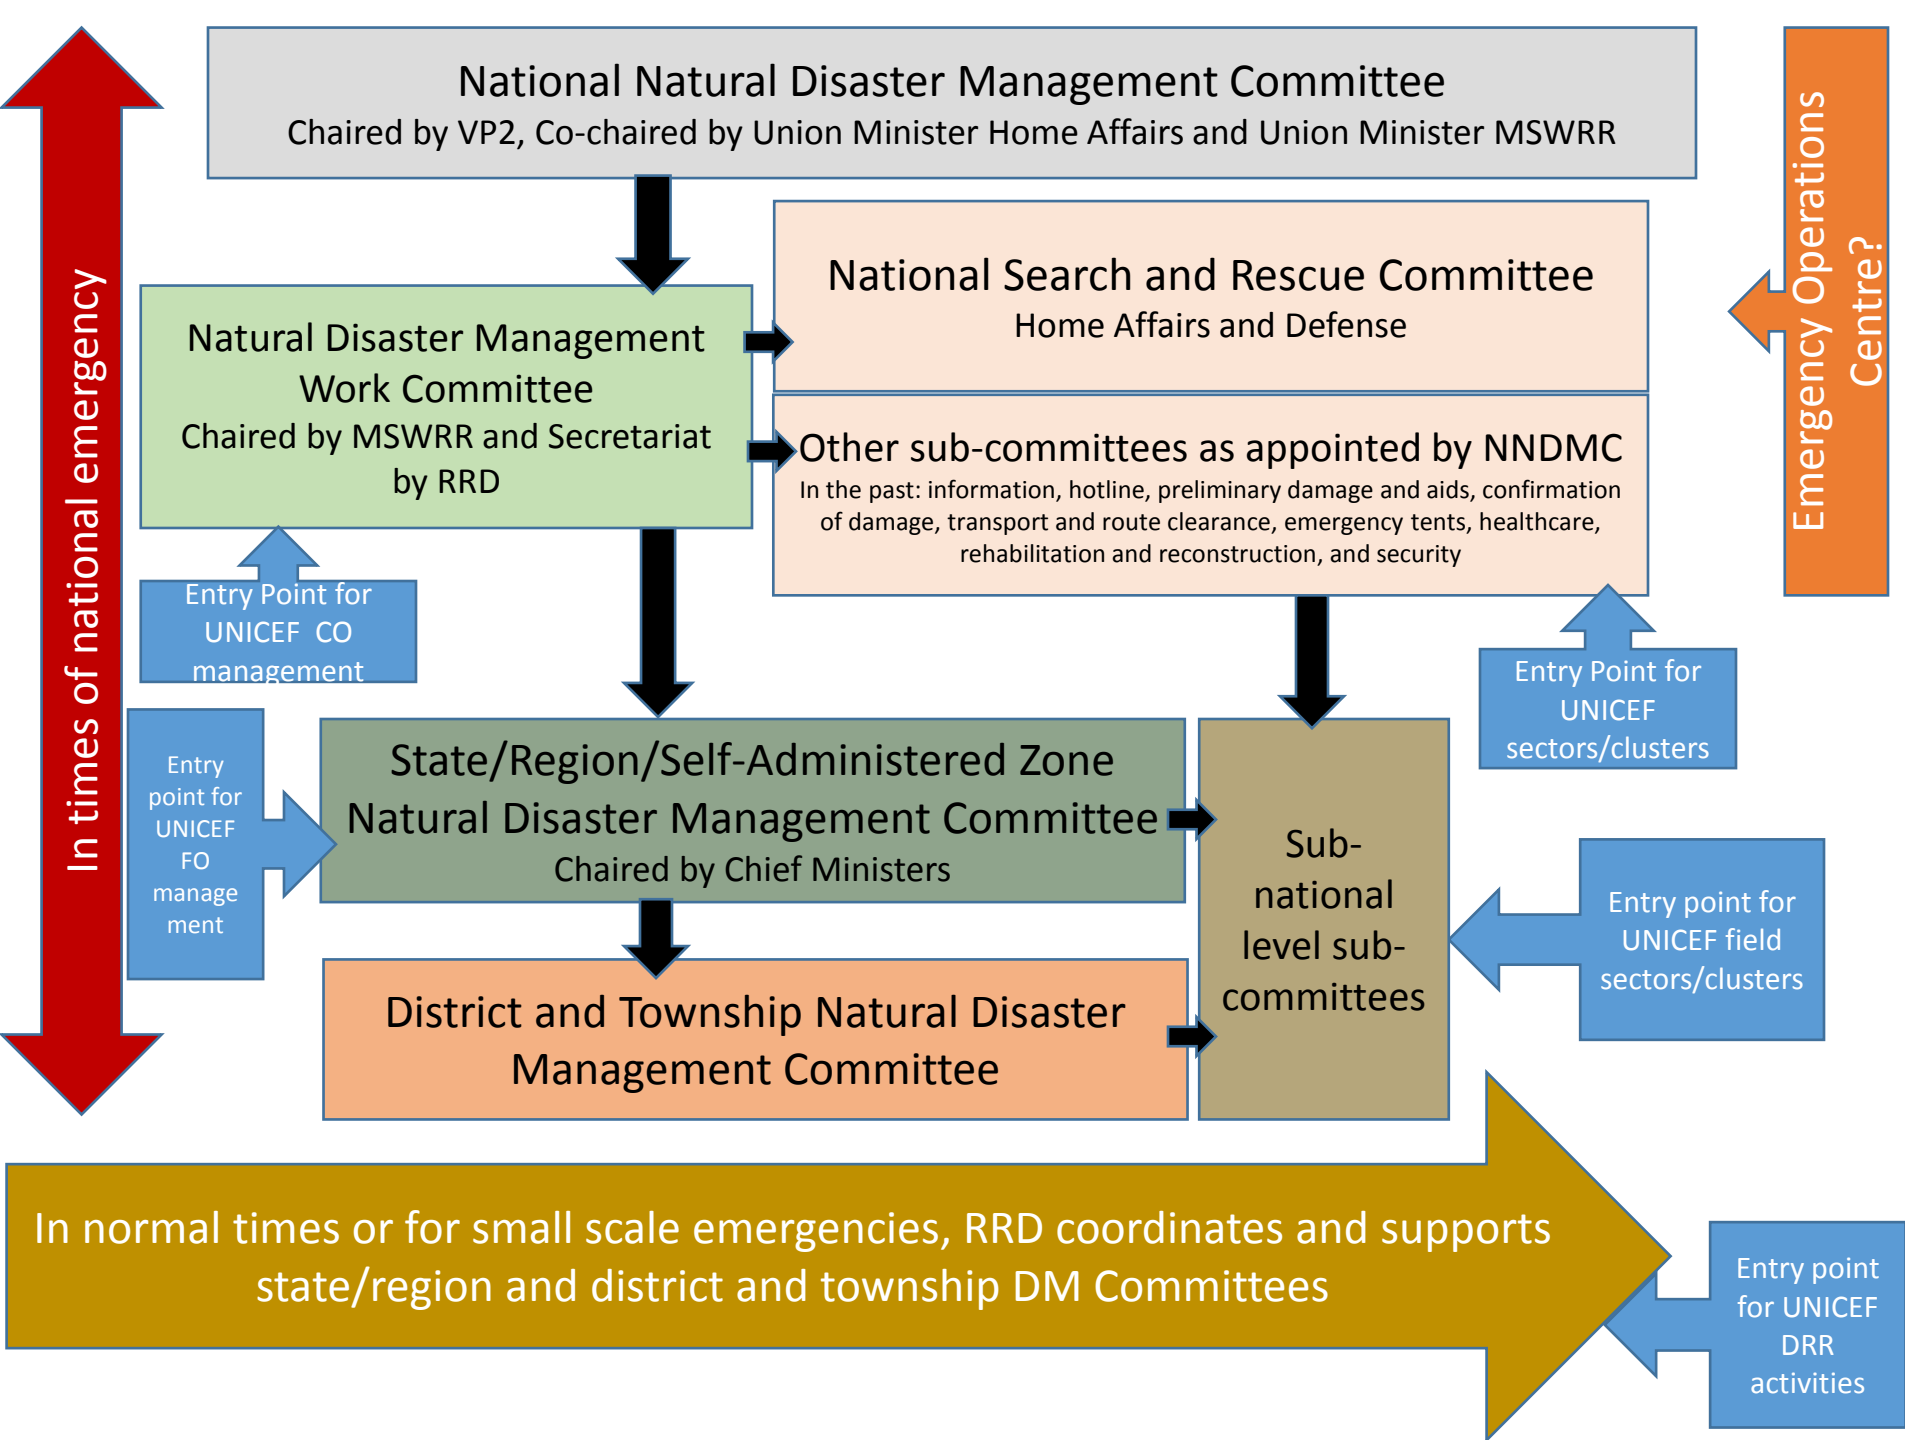 National Natural Disaster Management Committee
Chaired by VP2, Co-chaired by Union Minister Home Affairs and Union Minister MSWRR
In times of national emergency
Emergency Operations
Centre?
National Search and Rescue Committee
Home Affairs and Defense
Natural Disaster Management
Work Committee
Chaired by MSWRR and Secretariat
by RRD
Other sub-committees as appointed by NNDMC
In the past: information, hotline, preliminary damage and aids, confirmation
of damage, transport and route clearance, emergency tents, healthcare,
rehabilitation and reconstruction, and security
Entry Point for
UNICEF  CO
management
Entry Point for
UNICEF
sectors/clusters
Entry
point for
UNICEF
FO
manage
ment
State/Region/Self-Administered Zone
Natural Disaster Management Committee
Chaired by Chief Ministers
Sub-
national
level sub-
committees
Entry point for
UNICEF field
sectors/clusters
District and Township Natural Disaster
Management Committee
In normal times or for small scale emergencies, RRD coordinates and supports
state/region and district and township DM Committees
Entry point
for UNICEF
DRR
activities